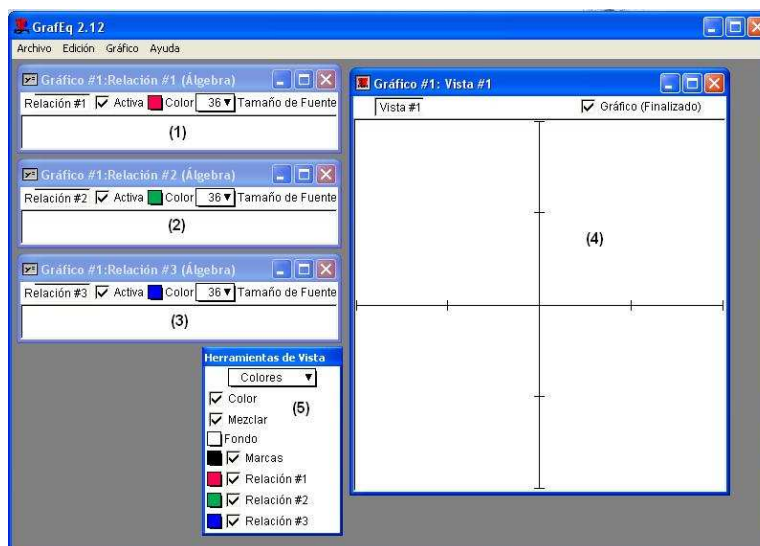 GrafEq 2.12
Archivo Edición Gráfico Ayuda
Gráfico #1:Relación #1 (Álgebra)
Relación #1 Activa Color 36 Tamaño de Fuente
(1)
Gráfico #1:Relación #2 (Álgebra)
Relación #2 Activa Color 36 Tamaño de Fuente
(2)
Gráfico #1:Relación #3 (Álgebra)
Relación #3 Activa Color 36 Tamaño de Fuente
(3)
Herramientas de Vista
Colores
Color
(5)
Mezclar
Fondo
Marcas
Relación #1
Relación #2
Relación #3
Gráfico #1: Vista #1
Vista #1 Gráfico (Finalizado)
(4)